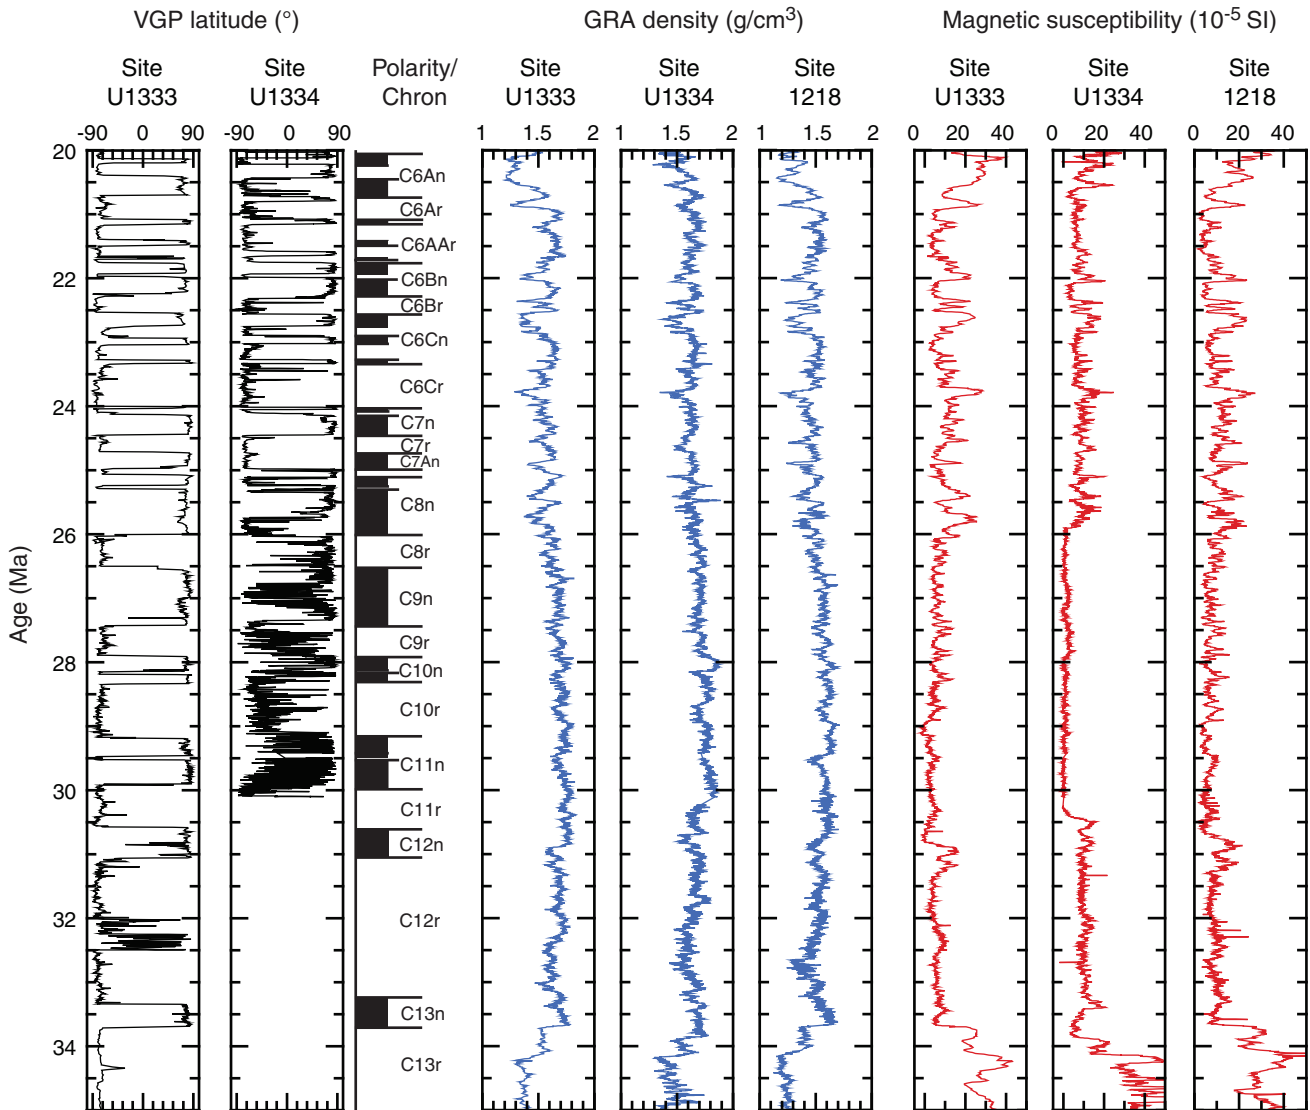 VGP latitude (°) GRA density (g/cm³) Magnetic susceptibility (10⁻⁵ SI)
Site Site Polarity/ Site Site Site Site Site Site
U1333 U1334 Chron U1333 U1334 1218 U1333 U1334 1218
-90 0 90 -90 0 90 1 1.5 2 1 1.5 2 1 1.5 2 0 20 40 0 20 40 0 20 40
20
C6An
C6Ar
C6AAr
22
C6Bn
C6Br
C6Cn
C6Cr
24
C7n
C7r
C7An
C8n
26
C8r
C9n
C9r
28
C10n
C10r
C11n
30
C11r
C12n
32
C12r
C13n
34
C13r
Age (Ma)